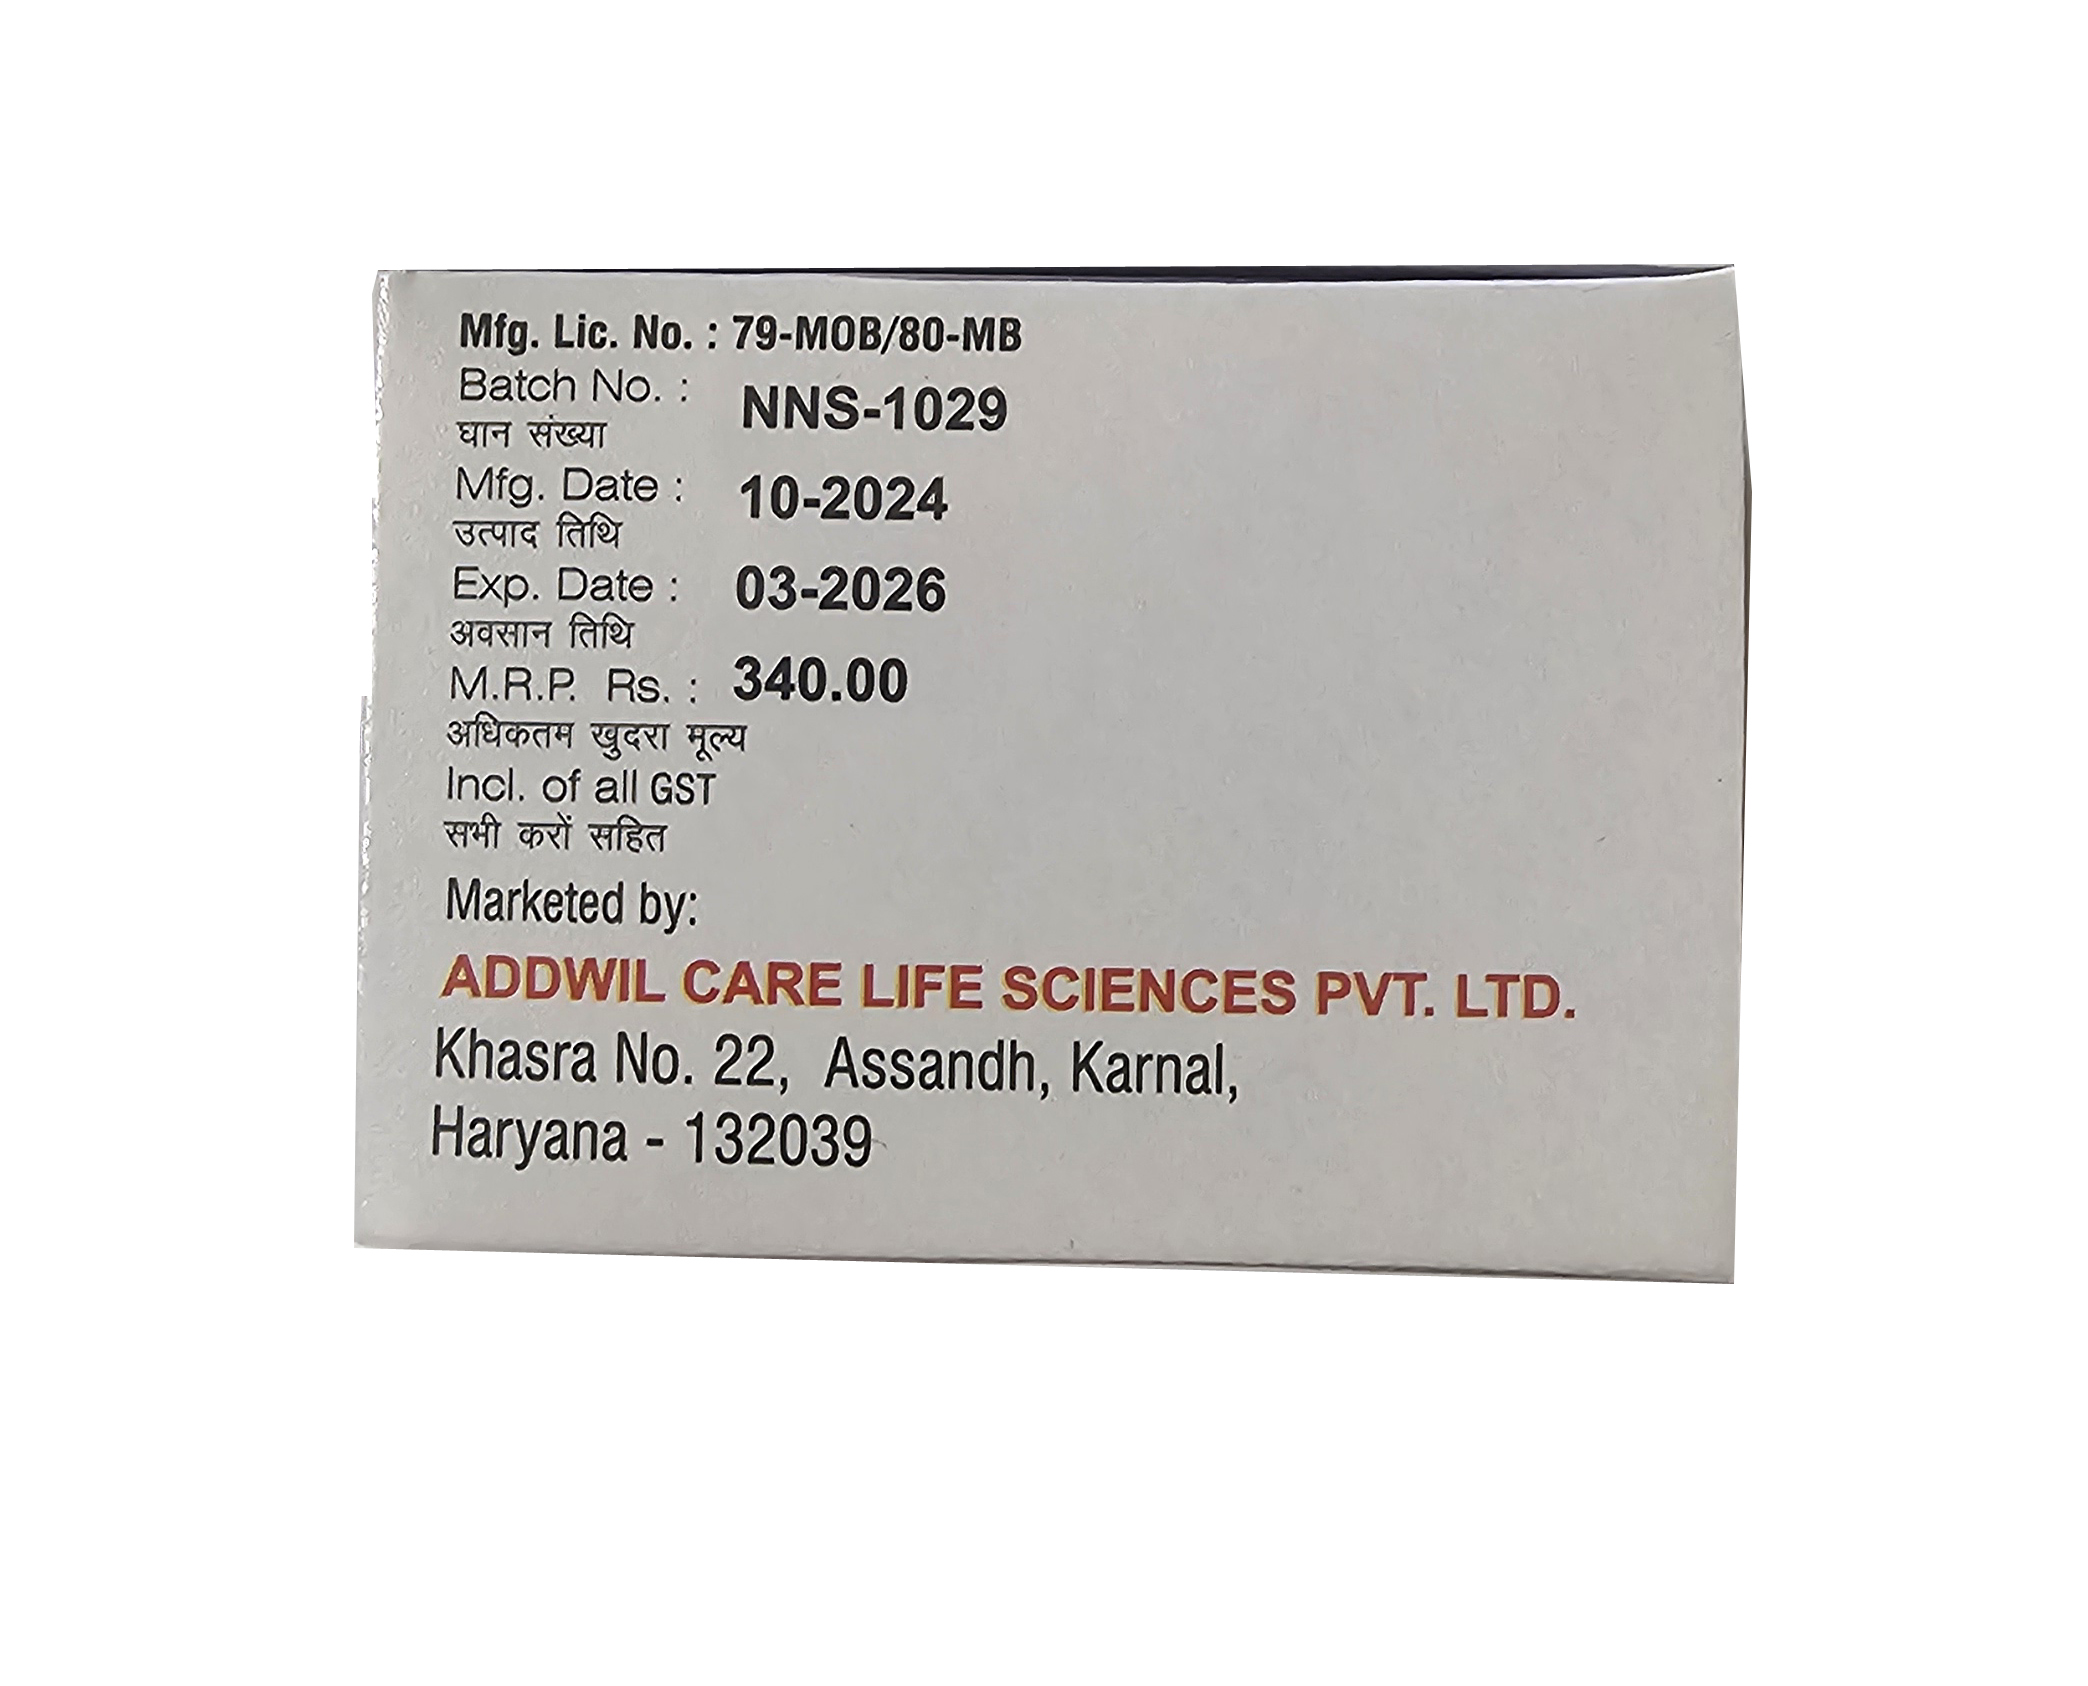 Mfg. Lic. No. : 79-MOB/80-MB
Batch No. : NNS-1029
घान संख्या
Mfg. Date : 10-2024
उत्पाद तिथि
Exp. Date : 03-2026
अवसान तिथि
M.R.P. Rs. : 340.00
अधिकतम खुदरा मूल्य
Incl. of all GST
सभी करों सहित
Marketed by:
ADDWIL CARE LIFE SCIENCES PVT. LTD.
Khasra No. 22, Assandh, Karnal,
Haryana - 132039